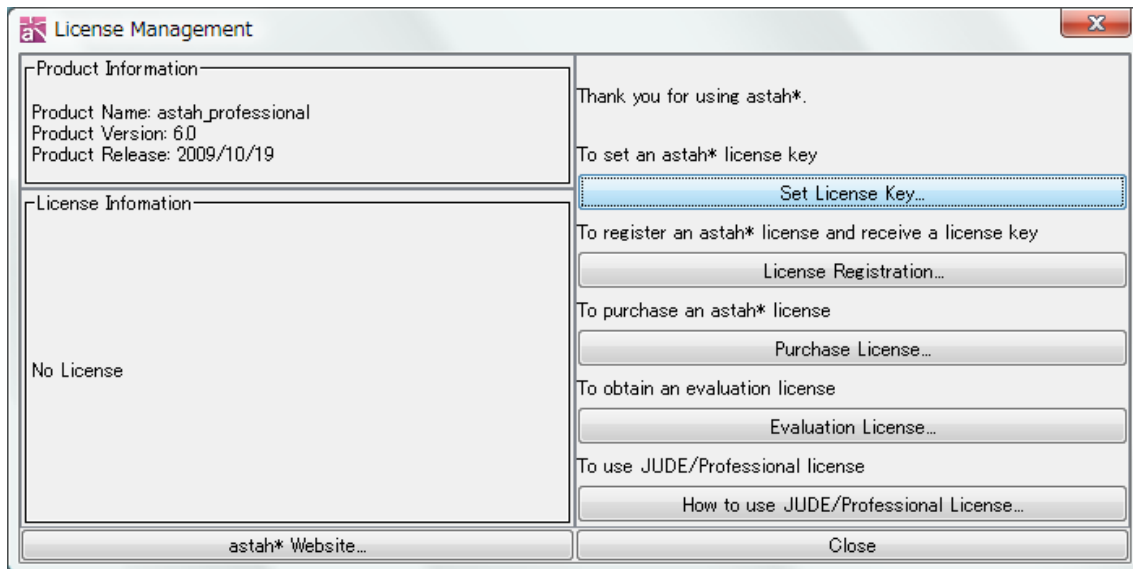 License Management
Product Information
Product Name: astah_professional
Product Version: 6.0
Product Release: 2009/10/19
License Infomation
No License
astah* Website...
Thank you for using astah*.
To set an astah* license key
Set License Key...
To register an astah* license and receive a license key
License Registration...
To purchase an astah* license
Purchase License...
To obtain an evaluation license
Evaluation License...
To use JUDE/Professional license
How to use JUDE/Professional License...
Close